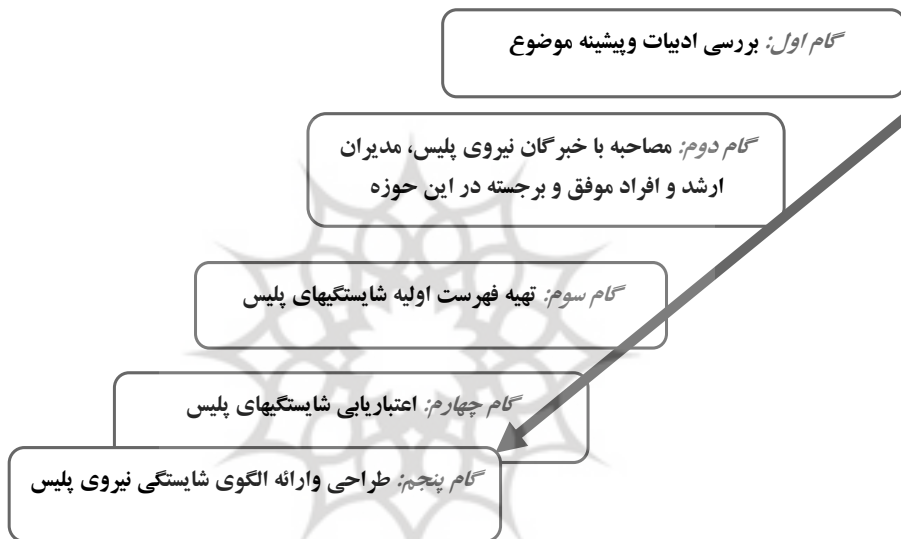 گام اول: بررسی ادبیات وپیشینه موضوع
گام دوم: مصاحبه با خبرگان نیروی پلیس، مدیران
ارشد و افراد موفق و برجسته در این حوزه
گام سوم: تهیه فهرست اولیه شایستگیهای پلیس
گام چهارم: اعتباریابی شایستگیهای پلیس
گام پنجم: طراحی وارائه الگوی شایستگی نیروی پلیس